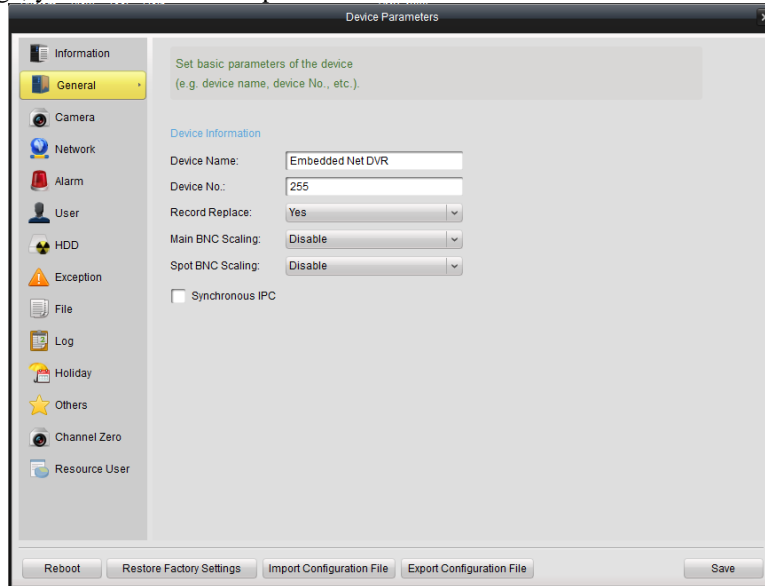 Device Parameters
Information
General
Camera
Network
Alarm
User
HDD
Exception
File
Log
Holiday
Others
Channel Zero
Resource User
Set basic parameters of the device
(e.g. device name, device No., etc.).
Device Information
Device Name: Embedded Net DVR
Device No.: 255
Record Replace: Yes
Main BNC Scaling: Disable
Spot BNC Scaling: Disable
Synchronous IPC
Reboot Restore Factory Settings Import Configuration File Export Configuration File Save